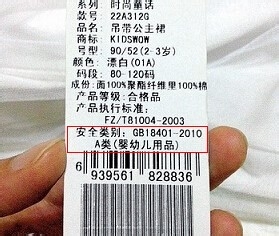 系列: 时尚童话
款号: 22A312G
品名: 吊带公主裙
商标: KIDSWOW
型号: 90/52(2-3岁)
颜色: 漂白(01A)
码段: 80-120码
成份: 面100%聚酯纤维里100%棉
产品等级: 合格品
产品执行标准:
FZ/T81004-2003
安全类别: GB18401-2010
A类(婴幼儿用品)
6 939561 828836